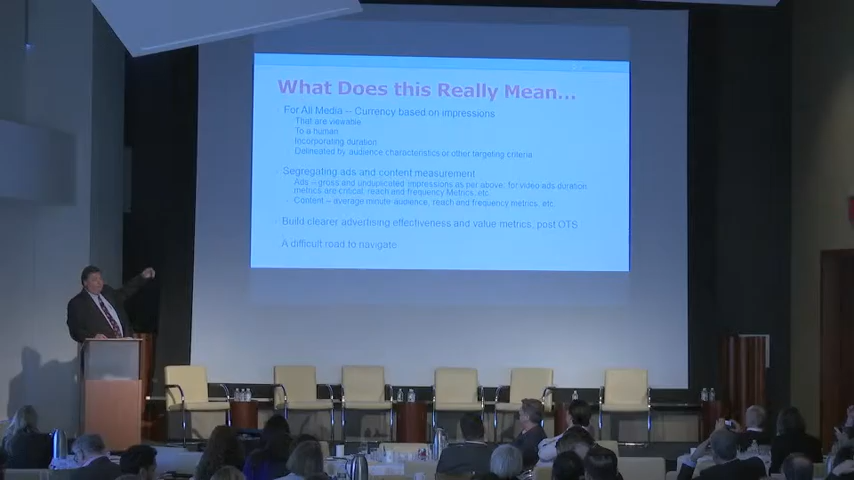 What Does this Really Mean...
For All Media – Currency based on impressions
That are viewable
To a human
Incorporating duration
Delineated by audience characteristics or other targeting criteria
Segregating ads and content measurement
Ads – gross and unduplicated impressions as per above, for video ads duration
metrics are critical, reach and frequency Metrics, etc.
Content – average minute audience, reach and frequency metrics, etc.
Build clearer advertising effectiveness and value metrics, post OTS
A difficult road to navigate